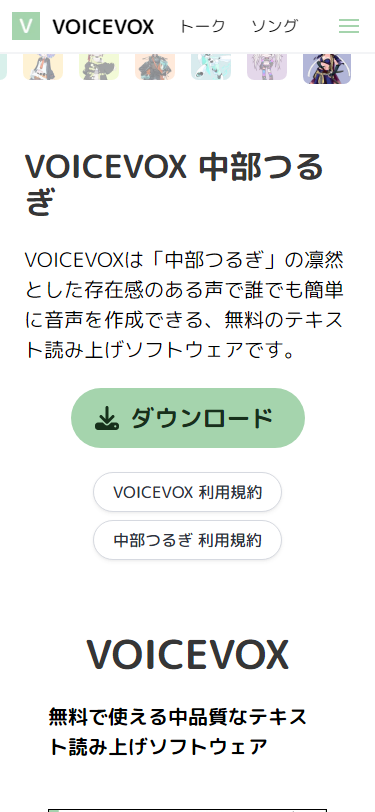 V VOICEVOX トーク ソング
VOICEVOX 中部つる
ぎ
VOICEVOXは「中部つるぎ」の凛然
とした存在感のある声で誰でも簡単
に音声を作成できる、無料のテキス
ト読み上げソフトウェアです。
ダウンロード
VOICEVOX 利用規約
中部つるぎ 利用規約
VOICEVOX
無料で使える中品質なテキス
ト読み上げソフトウェア